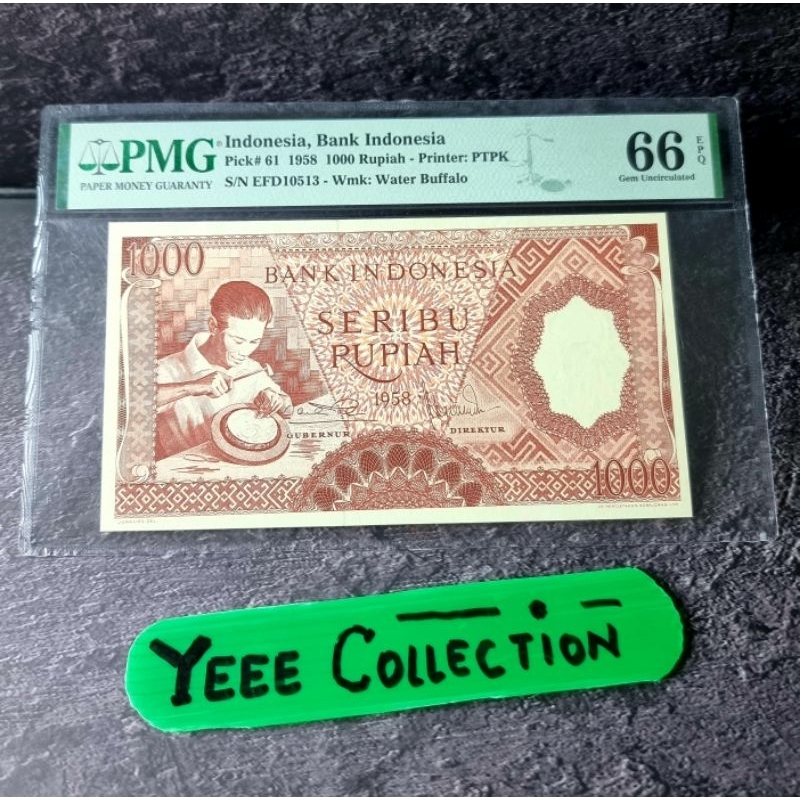 PMG
PAPER MONEY GUARANTY
Indonesia, Bank Indonesia
Pick# 61 1958 1000 Rupiah - Printer: PTPK
S/N EFD10513 - Wmk: Water Buffalo
66 EPQ
Gem Uncirculated
1000
BANK INDONESIA
SERIBU
RUPIAH
1958
GUBERNUR DIREKTUR
1000
YEEE COLLECTION